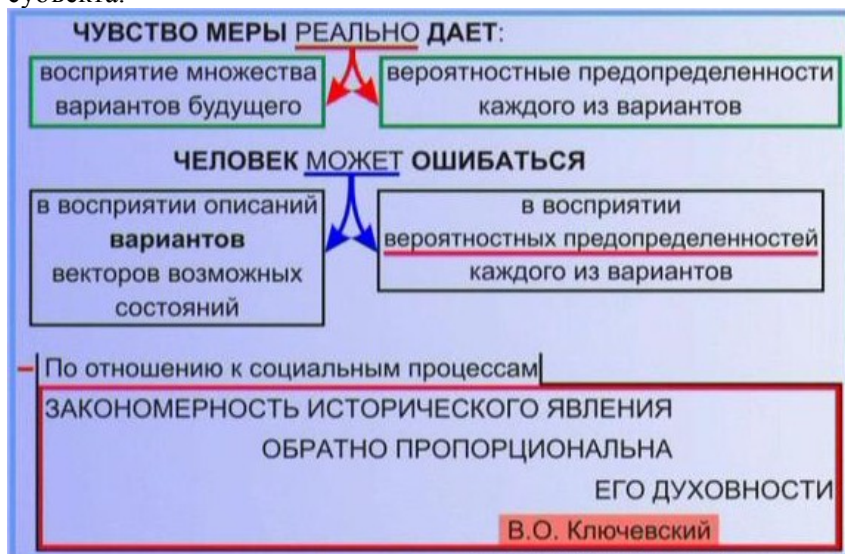 субъекта.
ЧУВСТВО МЕРЫ РЕАЛЬНО ДАЕТ:
восприятие множества
вариантов будущего
вероятностные предопределенности
каждого из вариантов
ЧЕЛОВЕК МОЖЕТ ОШИБАТЬСЯ
в восприятии описаний
вариантов
векторов возможных
состояний
в восприятии
вероятностных предопределенностей
каждого из вариантов
По отношению к социальным процессам
ЗАКОНОМЕРНОСТЬ ИСТОРИЧЕСКОГО ЯВЛЕНИЯ
ОБРАТНО ПРОПОРЦИОНАЛЬНА
ЕГО ДУХОВНОСТИ
В.О. Ключевский